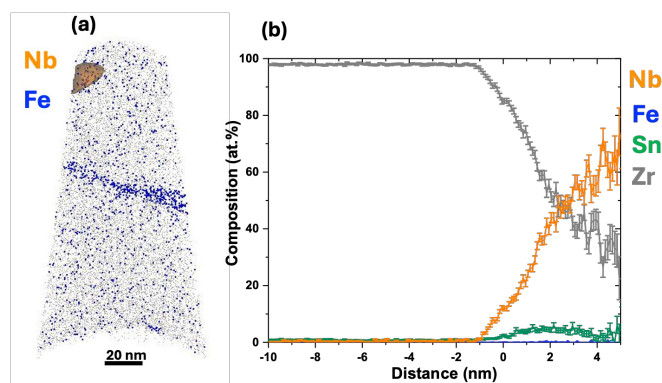 (a)
Nb
Fe
20 nm
(b)
100
80
60
40
20
0
Composition (at.%)
-10 -8 -6 -4 -2 0 2 4
Distance (nm)
Nb
Fe
Sn
Zr